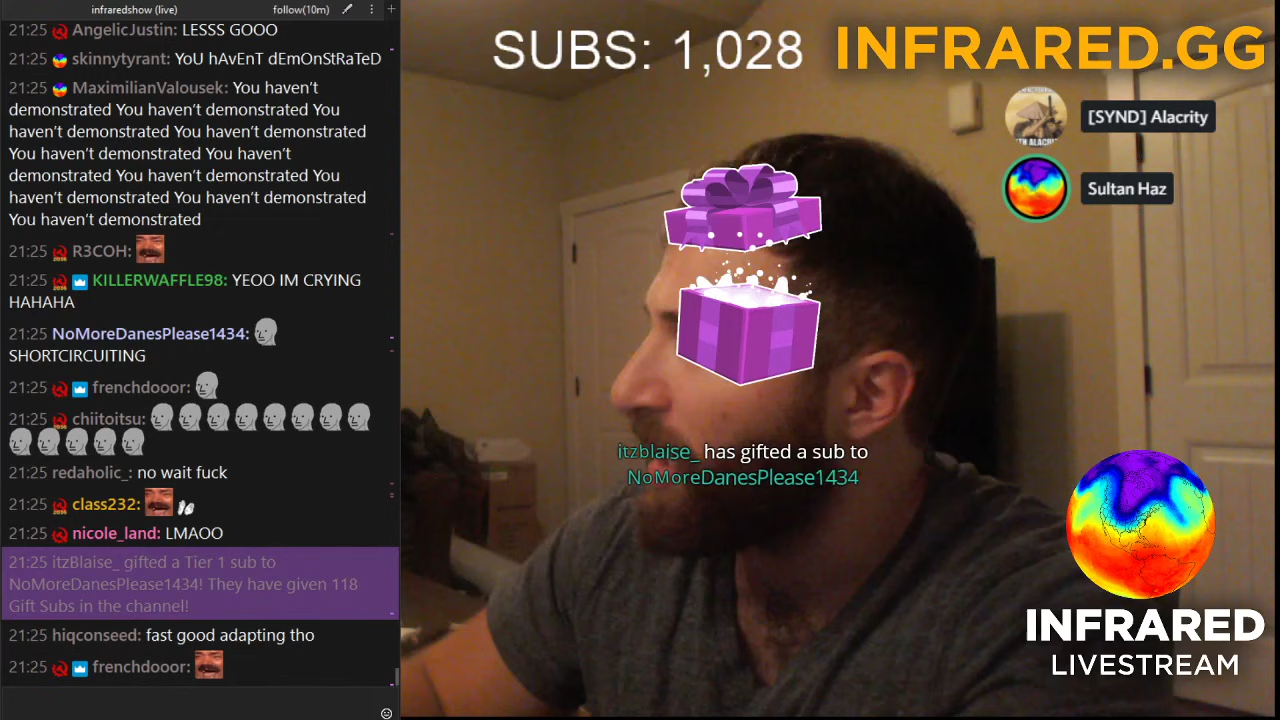 infraredshow (live)
follow(10m)
21:25 AngelicJustin: LESSS GOOO
21:25 skinnytyrant: YoU hAvEnT dEmOnStRaTeD
21:25 MaximilianValousek: You haven't
demonstrated You haven't demonstrated You
haven't demonstrated You haven't demonstrated
You haven't demonstrated You haven't
demonstrated You haven't demonstrated You
haven't demonstrated You haven't demonstrated
You haven't demonstrated
21:25 R3COH:
21:25 KILLERWAFFLE98: YEOO IM CRYING
HAHAHA
21:25 NoMoreDanesPlease1434:
SHORTCIRCUITING
21:25 frenchdooor:
21:25 chiitoitsu:
21:25 redaholic_: no wait fuck
21:25 class232:
21:25 nicole_land: LMAOO
21:25 itzBlaise_ gifted a Tier 1 sub to
NoMoreDanesPlease1434! They have given 118
Gift Subs in the channel!
21:25 hiqconseed: fast good adapting tho
21:25 frenchdooor:
SUBS: 1,028
INFRARED.GG
[SYND] Alacrity
Sultan Haz
itzblaise_ has gifted a sub to
NoMoreDanesPlease1434
INFRARED
LIVESTREAM